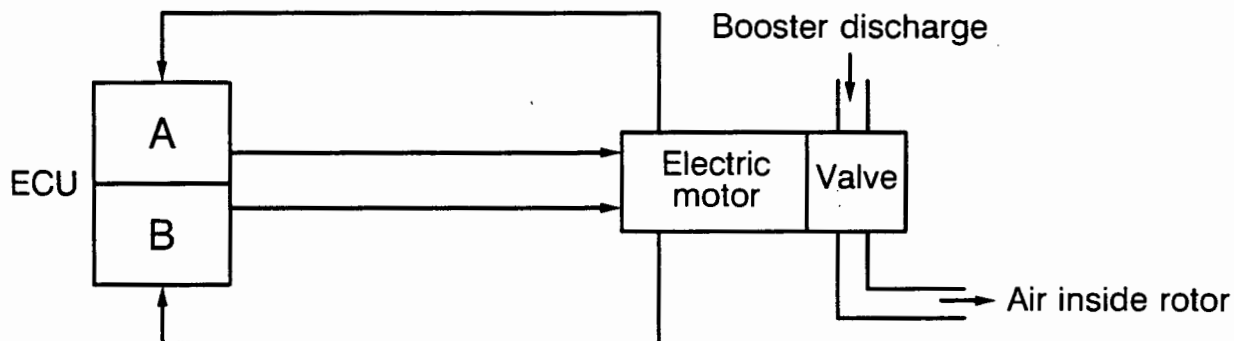 Booster discharge
A
ECU
B
Electric
motor
Valve
Air inside rotor